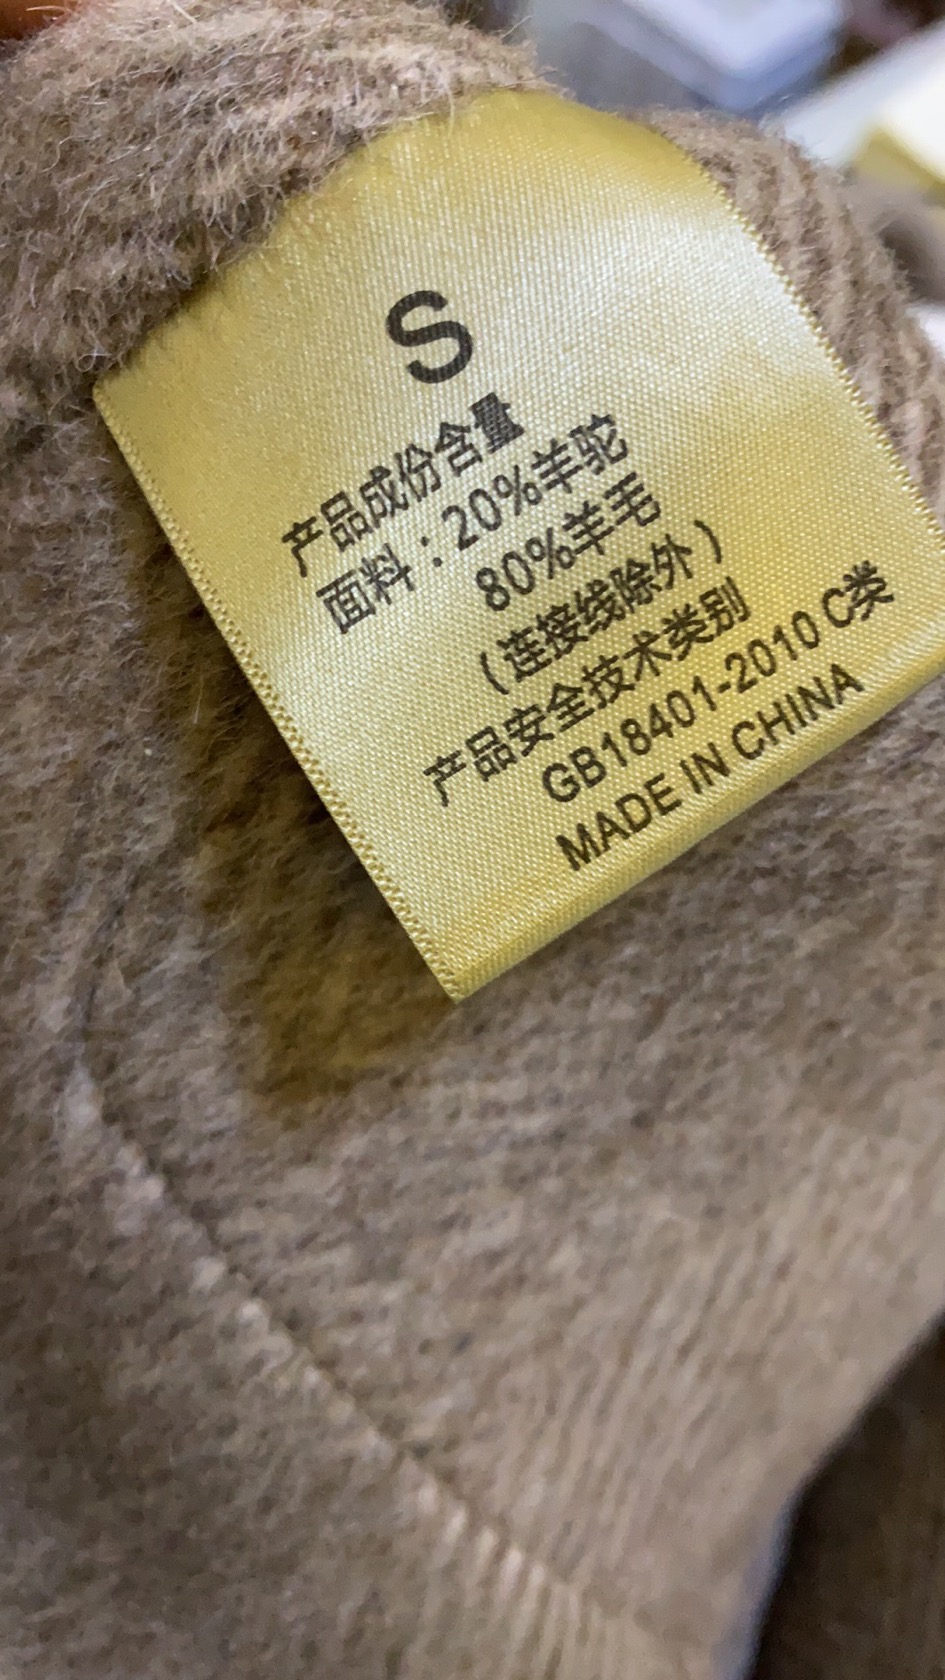 S
产品成份含量
面料：20%羊驼
80%羊毛
（连接线除外）
产品安全技术类别
GB18401-2010 C类
MADE IN CHINA